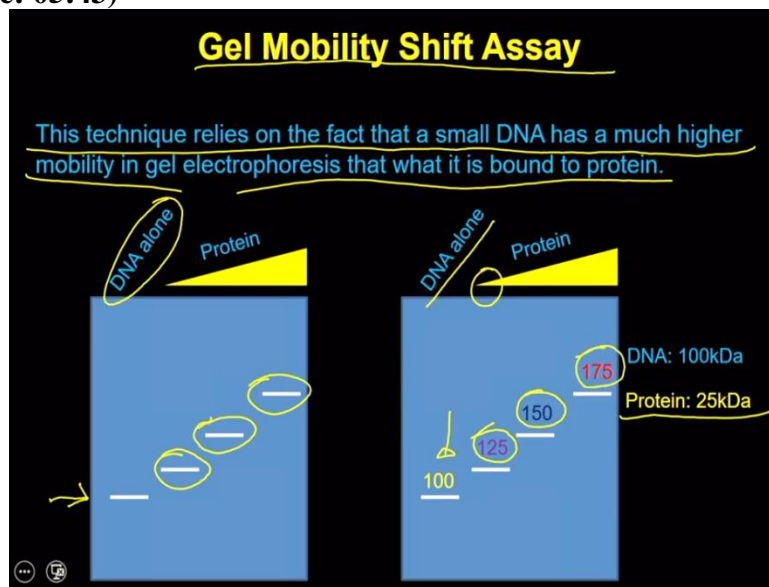 Gel Mobility Shift Assay
This technique relies on the fact that a small DNA has a much higher
mobility in gel electrophoresis that what it is bound to protein.
DNA alone
Protein
DNA alone
Protein
175
DNA: 100kDa
150
Protein: 25kDa
125
100